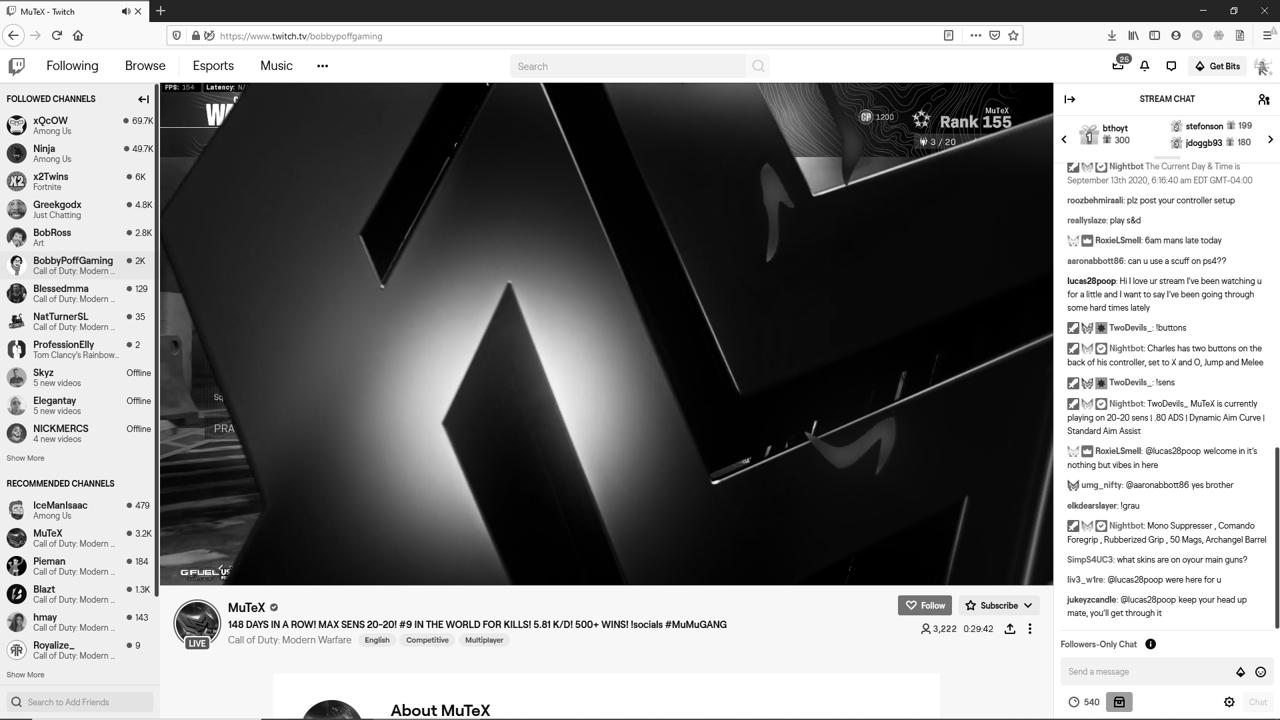 MuTeX - Twitch
https://www.twitch.tv/bobbypoffgaming
Following
Browse
Esports
Music
Search
25
Get Bits
FOLLOWED CHANNELS
xQcOW
69.7K
Among Us
Ninja
49.7K
Among Us
x2Twins
6K
Fortnite
Greekgodx
4.8K
Just Chatting
BobRoss
2.8K
Art
BobbyPoffGaming
2K
Call of Duty: Modern ...
Blessedmma
129
Call of Duty: Modern ...
NatTurnerSL
35
Call of Duty: Modern ...
ProfessionElly
2
Tom Clancy's Rainbow...
Skyz
Offline
5 new videos
Elegantay
Offline
5 new videos
NICKMERCS
Offline
4 new videos
Show More
RECOMMENDED CHANNELS
IceManIsaac
479
Among Us
MuTeX
3.2K
Call of Duty: Modern ...
Pieman
184
Call of Duty: Modern ...
Blazt
1.3K
Call of Duty: Modern ...
hmay
143
Call of Duty: Modern ...
Royalize_
9
Call of Duty: Modern ...
Show More
Search to Add Friends
FPS: 154 Latency: N/
WA
MuTeX
CP 1200
Rank 155
3 / 20
Sq
PRA
G FUEL
LIVE
MuTeX
148 DAYS IN A ROW! MAX SENS 20-20! #9 IN THE WORLD FOR KILLS! 5.81 K/D! 500+ WINS! !socials #MuMuGANG
Call of Duty: Modern Warfare
English
Competitive
Multiplayer
Follow
Subscribe
3,222
0:29:42
About MuTeX
STREAM CHAT
1
bthoyt
300
stefonson 199
jdoggb93 180
Nightbot The Current Day & Time is
September 13th 2020, 6:16:40 am EDT GMT-04:00
roozbehmiraali: plz post your controller setup
reallyslaze: play s&d
RoxieLSmell: 6am mans late today
aaronabbott86: can u use a scuff on ps4??
lucas28poop: Hi I love ur stream I've been watching u
for a little and I want to say I've been going through
some hard times lately
TwoDevils_: !buttons
Nightbot: Charles has two buttons on the
back of his controller, set to X and O, Jump and Melee
TwoDevils_: !sens
Nightbot: TwoDevils_ MuTeX is currently
playing on 20-20 sens | .80 ADS | Dynamic Aim Curve |
Standard Aim Assist
RoxieLSmell: @lucas28poop welcome in it's
nothing but vibes in here
umg_nifty: @aaronabbott86 yes brother
elkdearslayer: !grau
Nightbot: Mono Suppresser , Comando
Foregrip , Rubberized Grip , 50 Mags, Archangel Barrel
SimpS4UC3: what skins are on oyour main guns?
liv3_w1re: @lucas28poop were here for u
jukeyzcandle: @lucas28poop keep your head up
mate, you'll get through it
Followers-Only Chat
Send a message
540
Chat